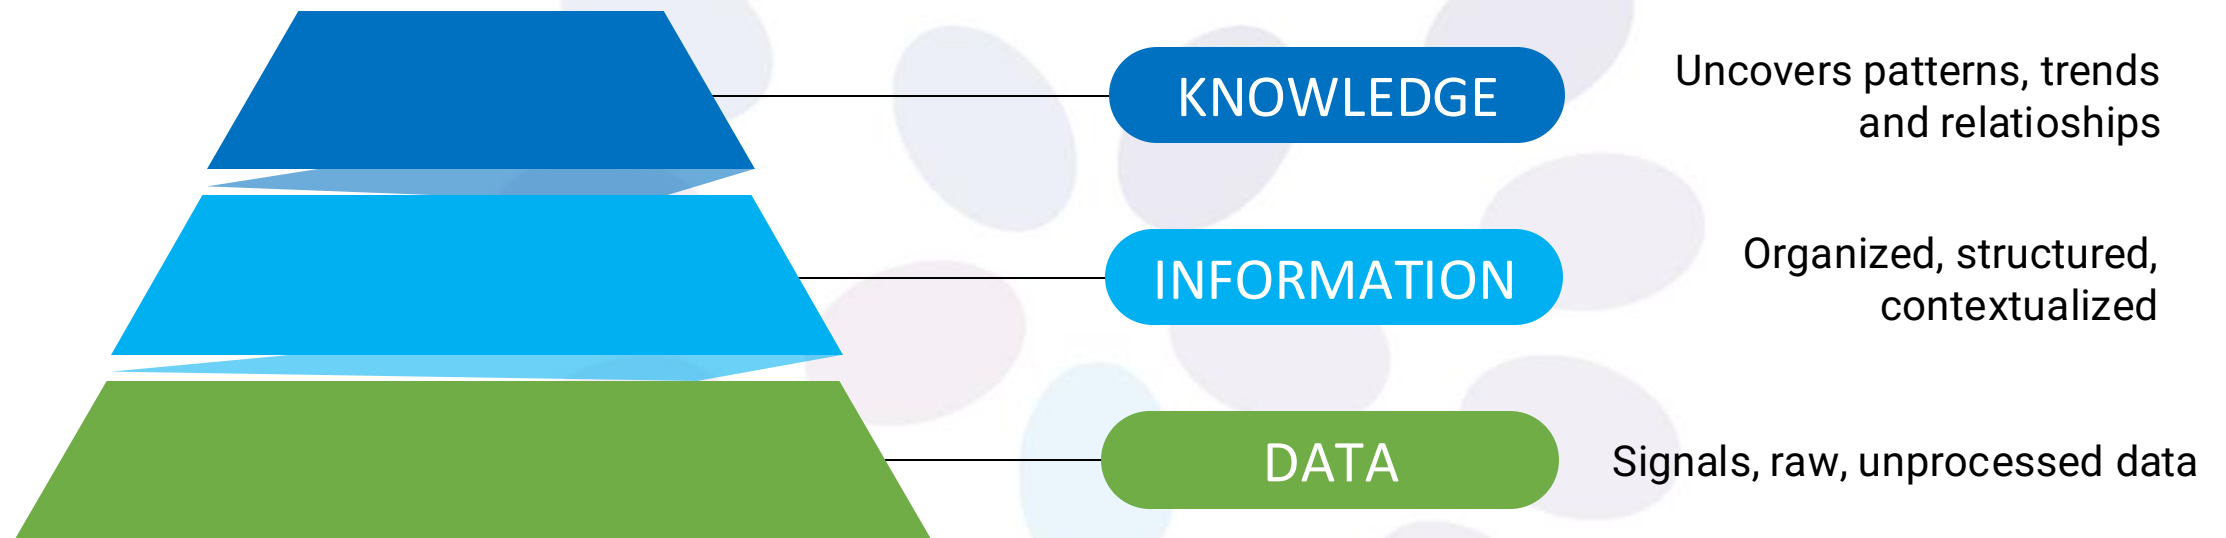 KNOWLEDGE
Uncovers patterns, trends
and relatioships
INFORMATION
Organized, structured,
contextualized
DATA
Signals, raw, unprocessed data